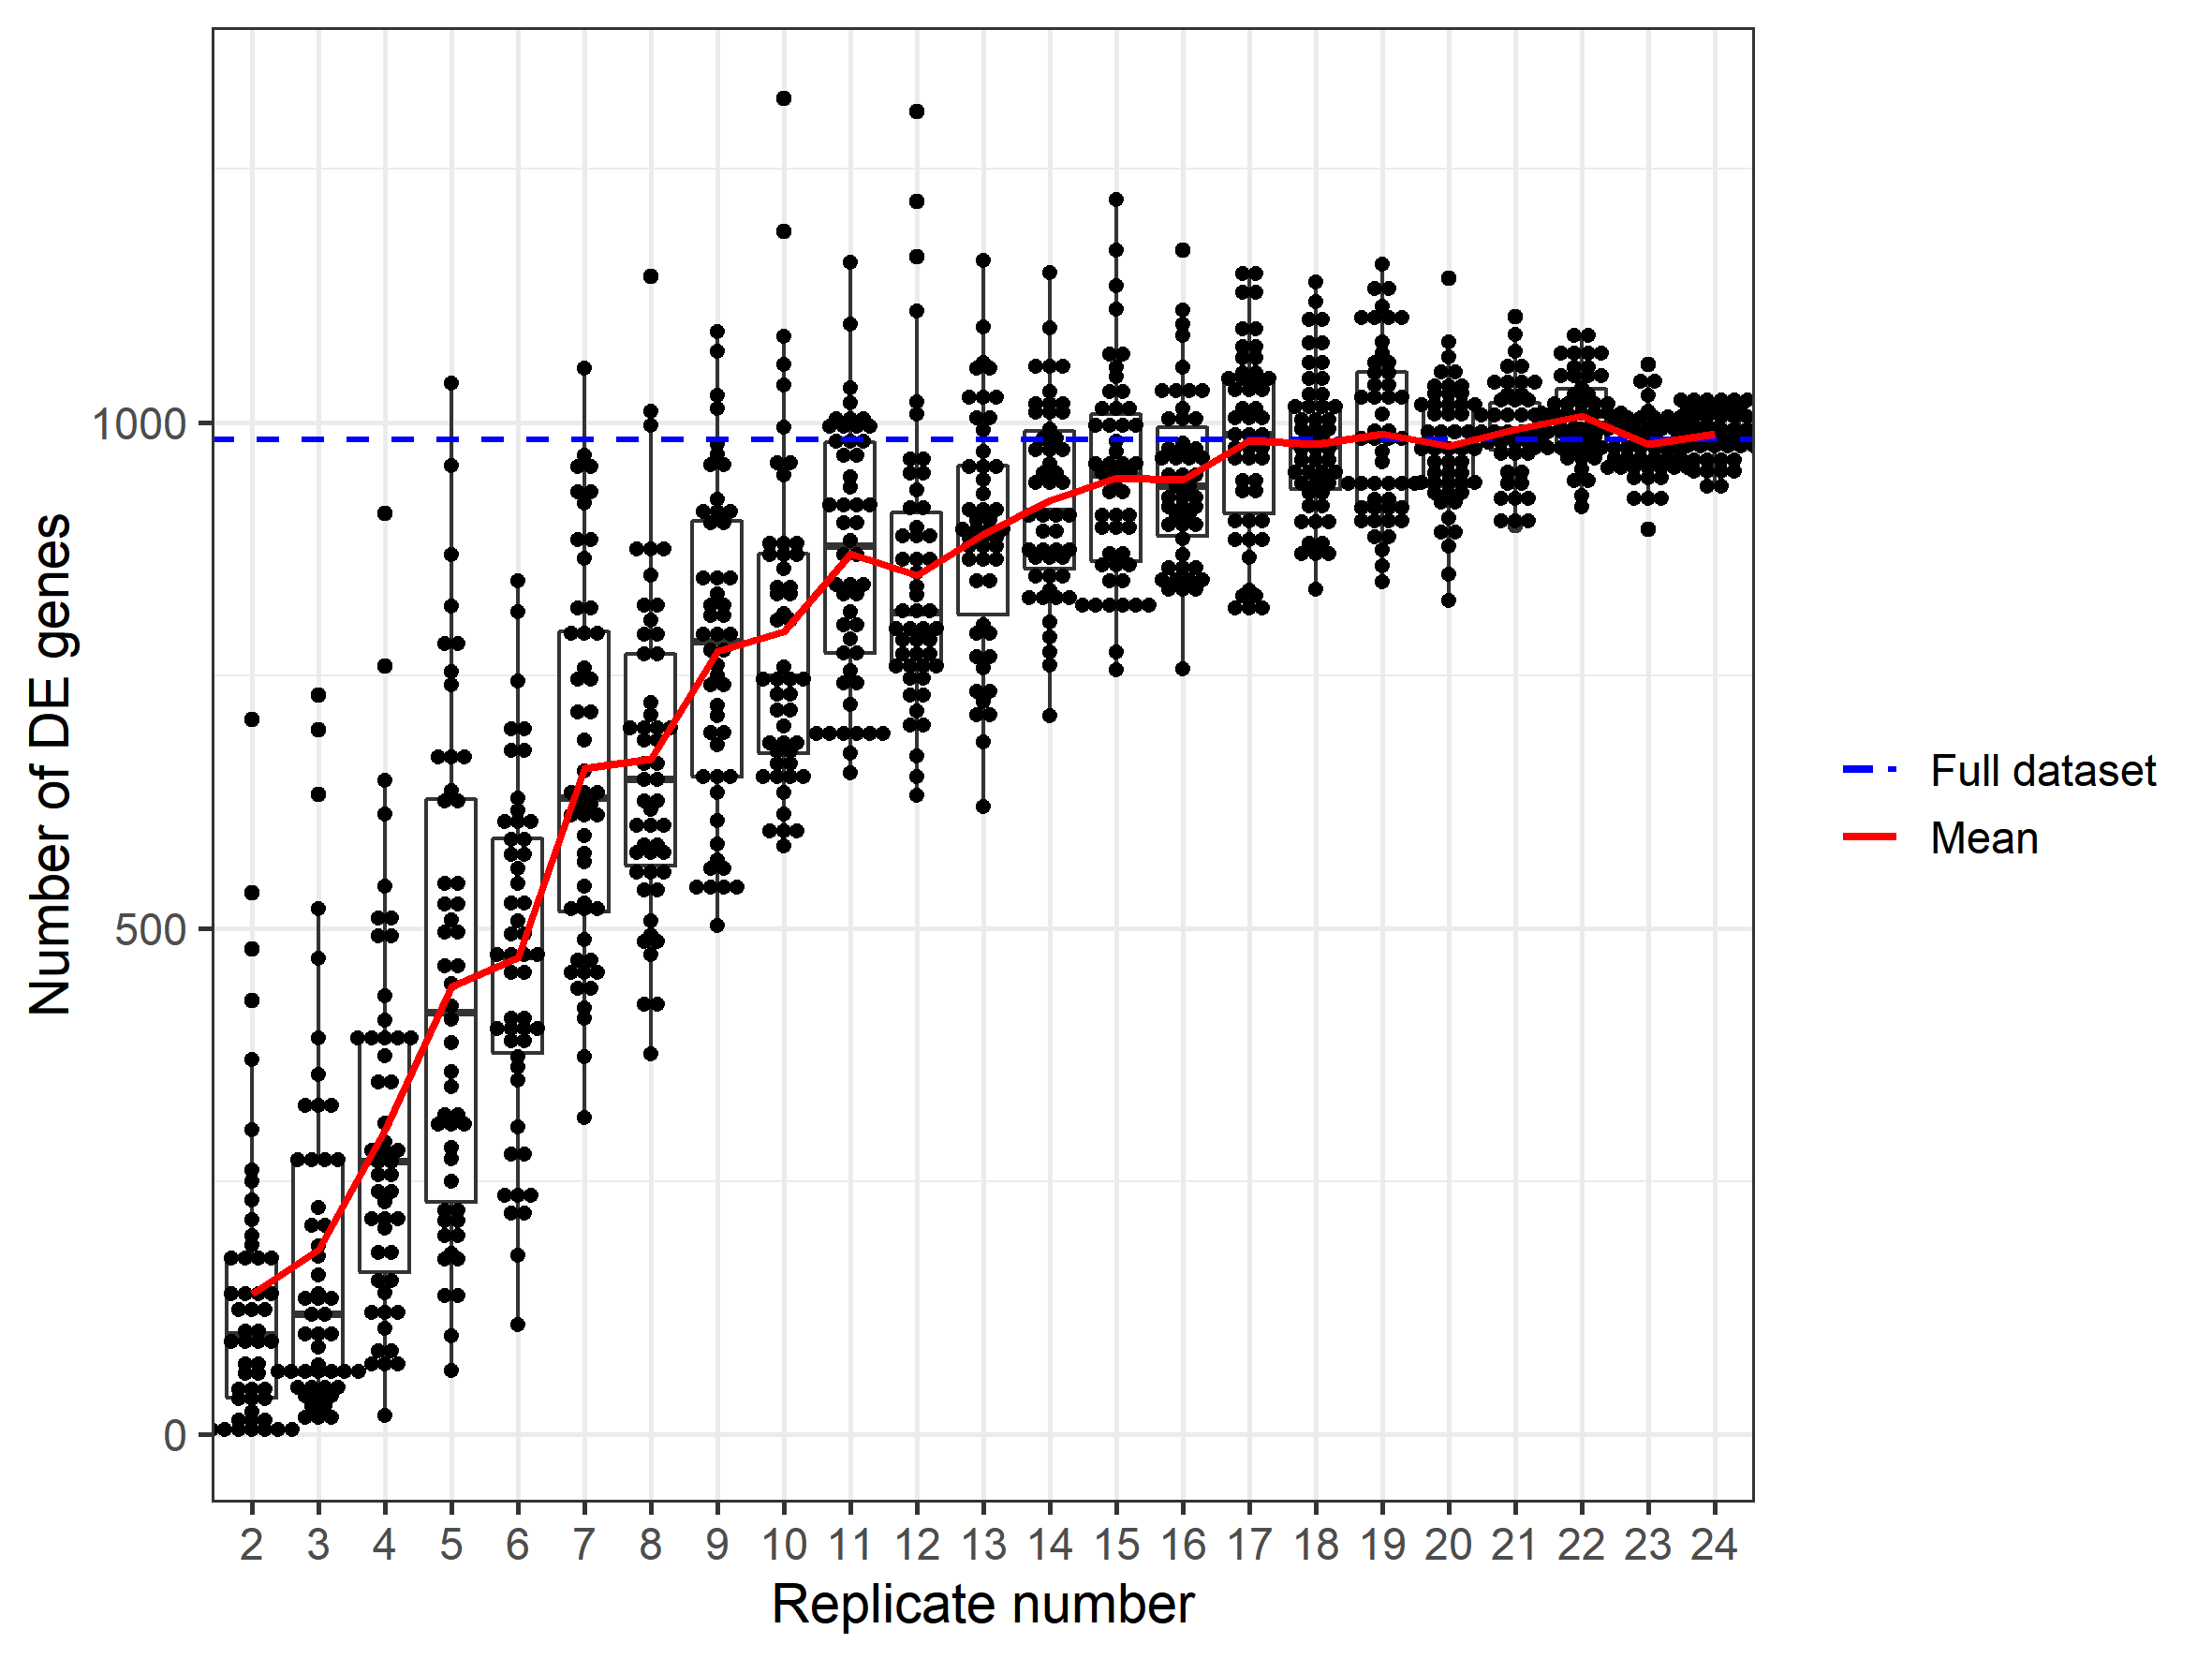 Number of DE genes
1000
500
0
2 3 4 5 6 7 8 9 10 11 12 13 14 15 16 17 18 19 20 21 22 23 24
Replicate number
Full dataset
Mean